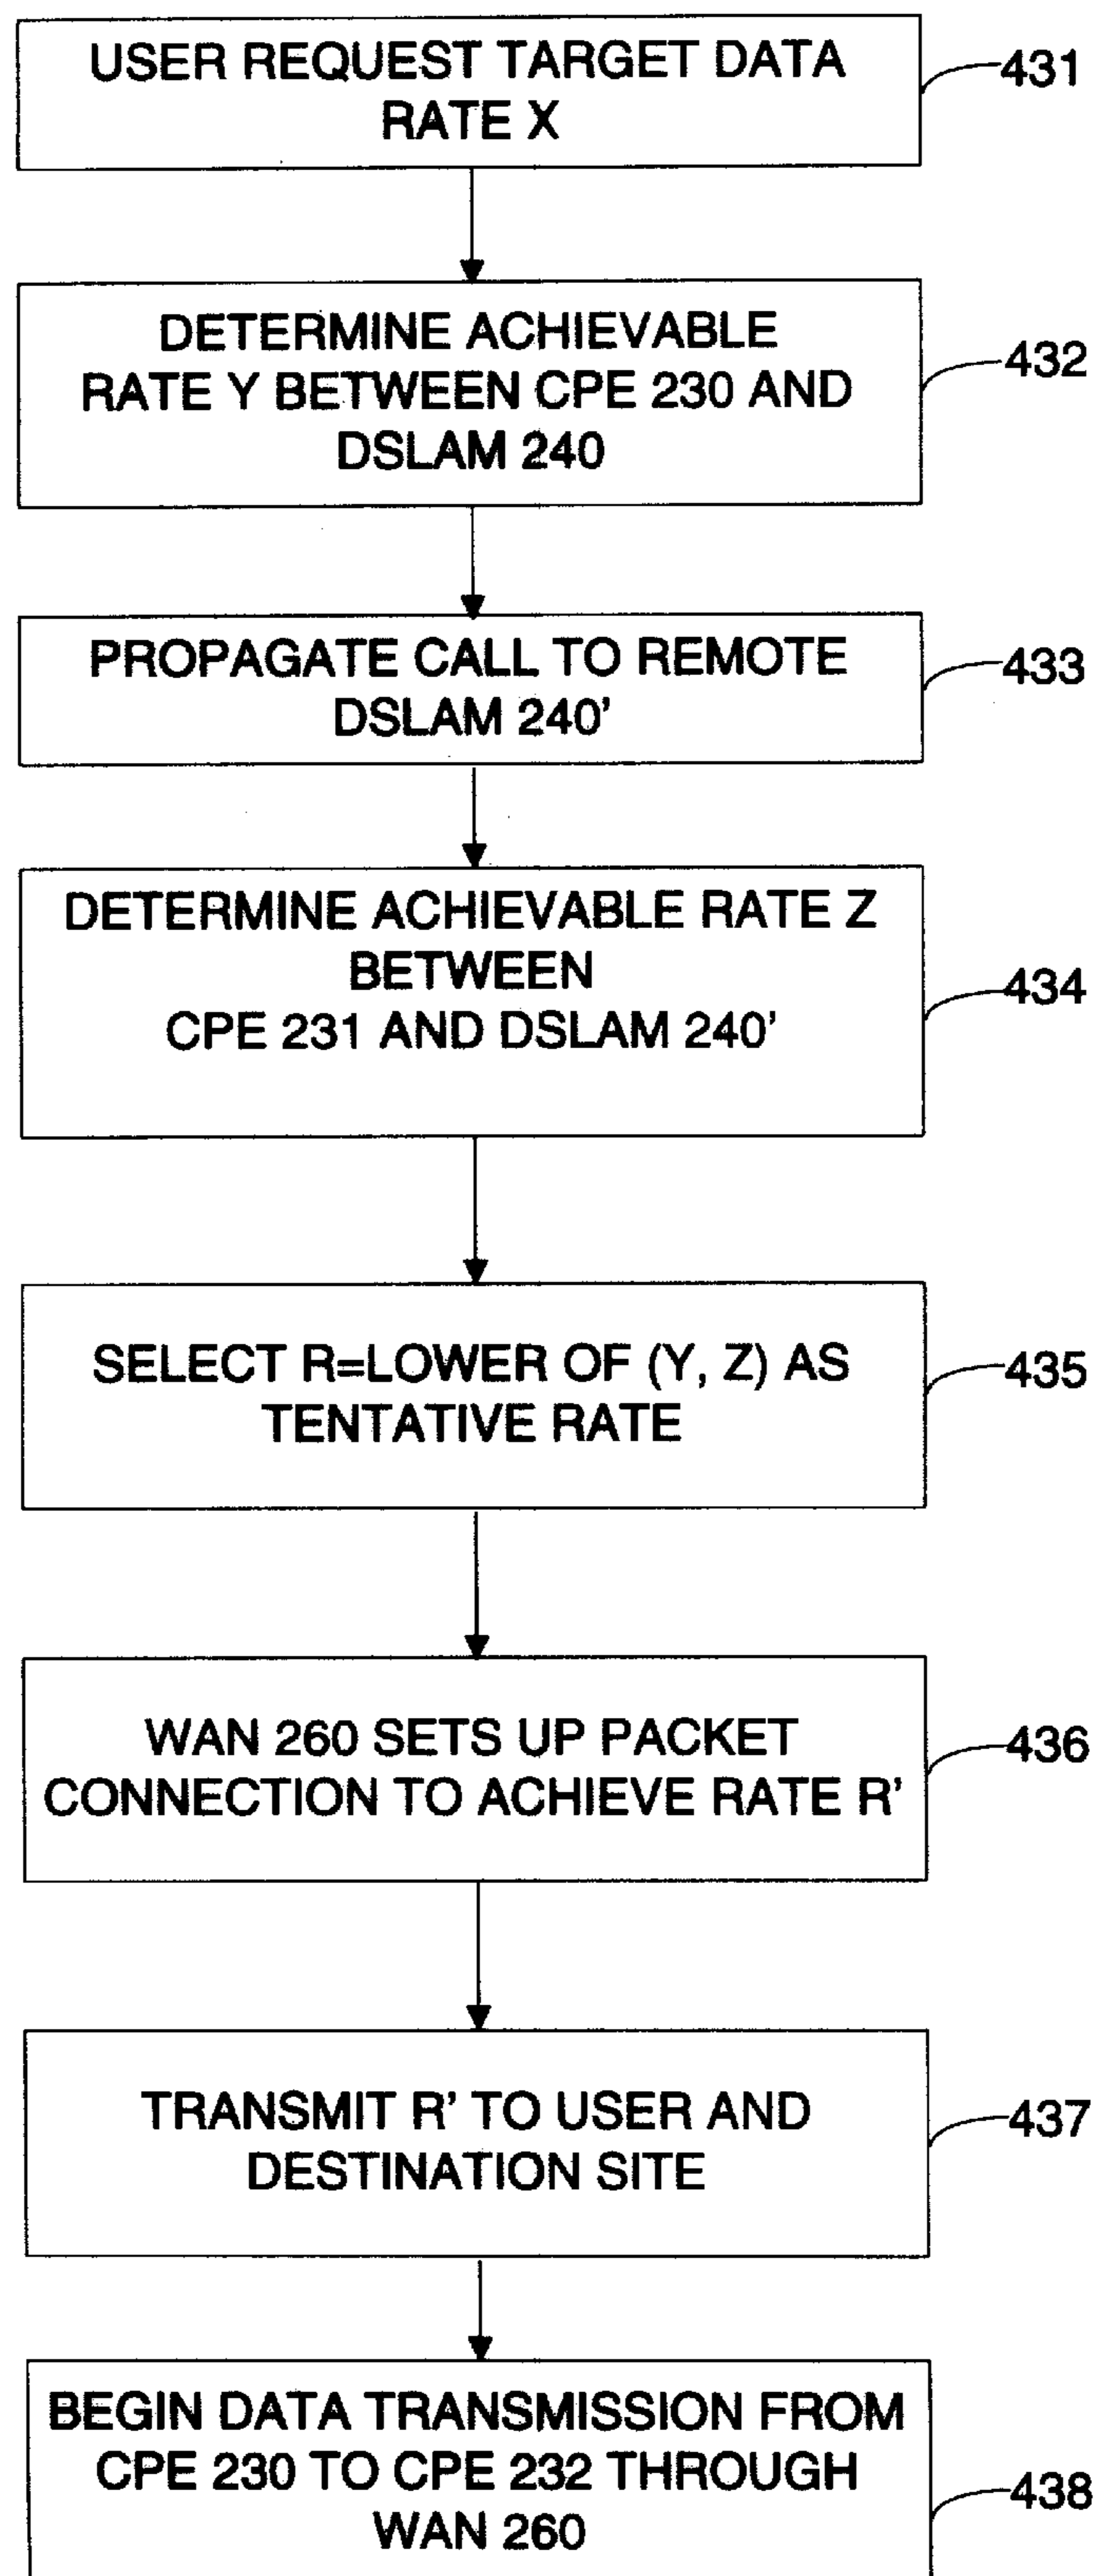 USER REQUEST TARGET DATA
RATE X
431
DETERMINE ACHIEVABLE
RATE Y BETWEEN CPE 230 AND
DSLAM 240
432
PROPAGATE CALL TO REMOTE
DSLAM 240'
433
DETERMINE ACHIEVABLE RATE Z
BETWEEN
CPE 231 AND DSLAM 240'
434
SELECT R=LOWER OF (Y, Z) AS
TENTATIVE RATE
435
WAN 260 SETS UP PACKET
CONNECTION TO ACHIEVE RATE R'
436
TRANSMIT R' TO USER AND
DESTINATION SITE
437
BEGIN DATA TRANSMISSION FROM
CPE 230 TO CPE 232 THROUGH
WAN 260
438